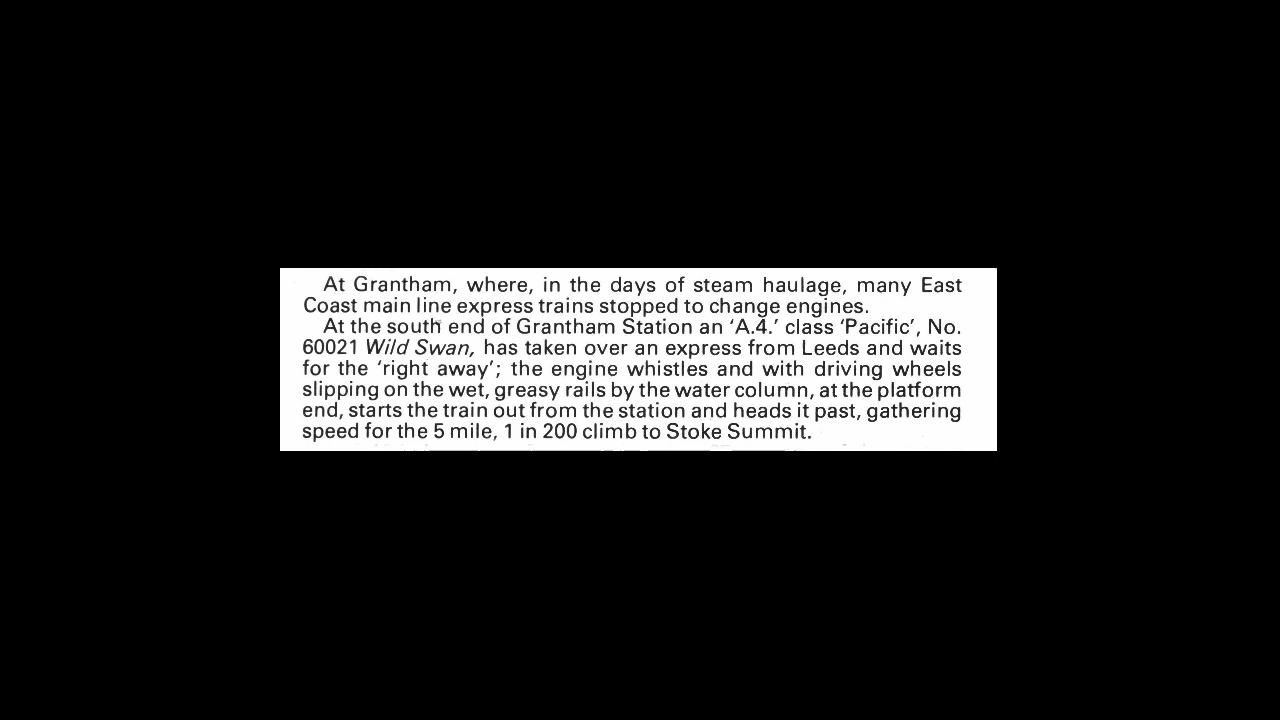 At Grantham, where, in the days of steam haulage, many East
Coast main line express trains stopped to change engines.
At the south end of Grantham Station an ‘A.4.’ class ‘Pacific’, No.
60021 Wild Swan, has taken over an express from Leeds and waits
for the ‘right away’; the engine whistles and with driving wheels
slipping on the wet, greasy rails by the water column, at the platform
end, starts the train out from the station and heads it past, gathering
speed for the 5 mile, 1 in 200 climb to Stoke Summit.